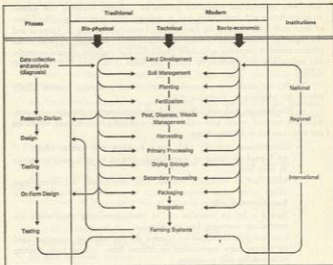 Phases
Traditional
Modern
Institutions
Bio-physical
Technical
Socio-economic
Data collection
and analysis
(diagnosis)
Research Station
Design
Testing
On-Farm Design
Testing
Land Development
Soil Management
Planting
Fertilization
Pest, Disease, Weeds
Management
Harvesting
Primary Processing
Drying Storage
Secondary Processing
Packaging
Integration
Farming Systems
National
Regional
International